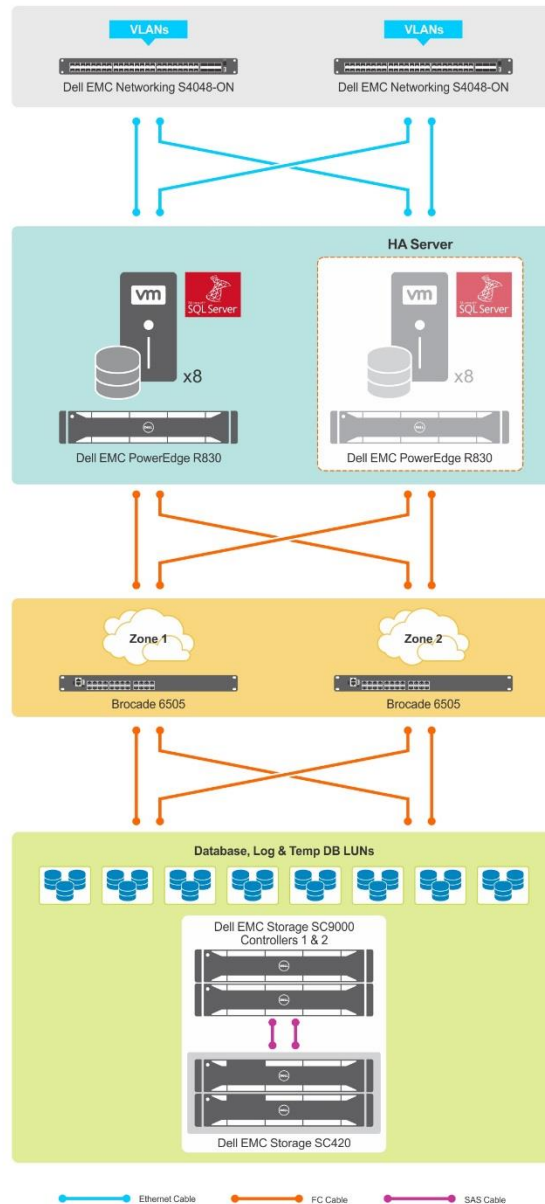 VLANs
VLANs
Dell EMC Networking S4048-ON
Dell EMC Networking S4048-ON
HA Server
vm
SQL Server
x8
Dell EMC PowerEdge R830
vm
SQL Server
x8
Dell EMC PowerEdge R830
Zone 1
Zone 2
Brocade 6505
Brocade 6505
Database, Log & Temp DB LUNs
Dell EMC Storage SC9000
Controllers 1 & 2
Dell EMC Storage SC420
Ethernet Cable
FC Cable
SAS Cable